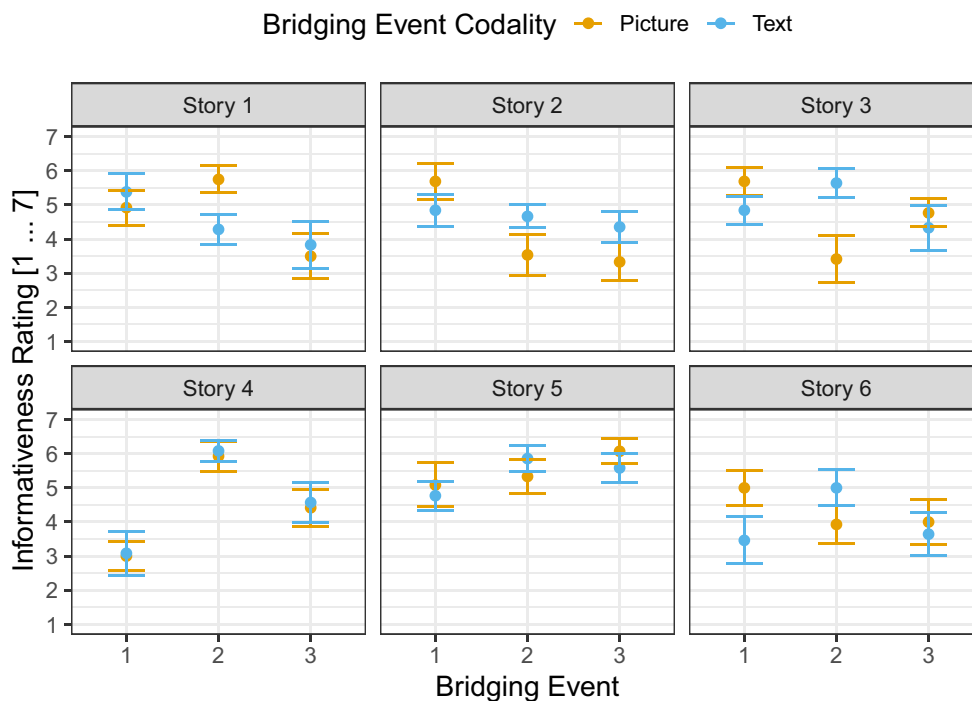 Bridging Event Codality Picture Text
Story 1 Story 2 Story 3
7
6
5
4
3
2
1
Story 4 Story 5 Story 6
7
6
5
4
3
2
1
1 2 3 1 2 3 1 2 3
Bridging Event
Informativeness Rating [1 ... 7]